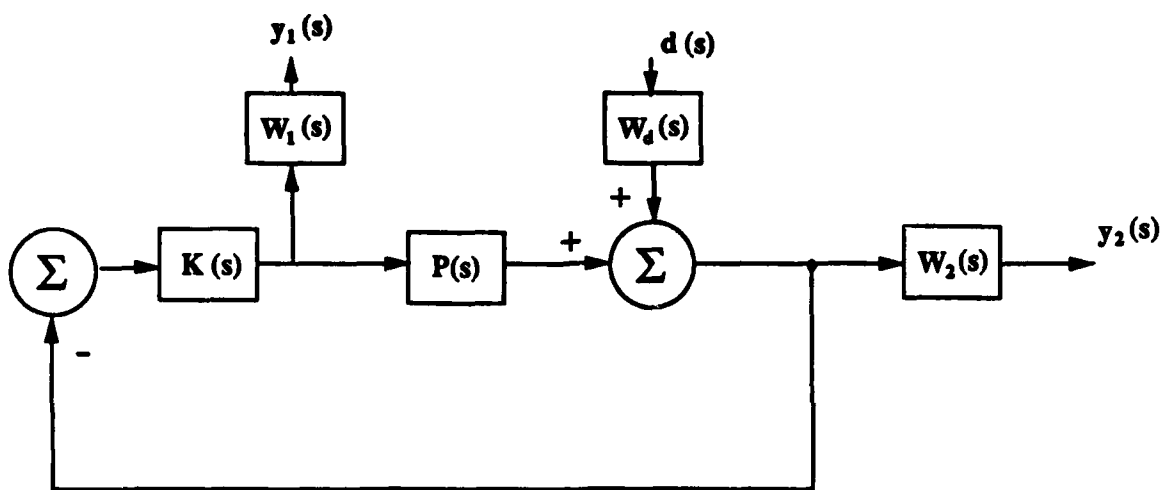 y₁(s)
d(s)
W₁(s)
W_d(s)
+
Σ
K(s)
P(s)
+
Σ
W₂(s)
y₂(s)
-